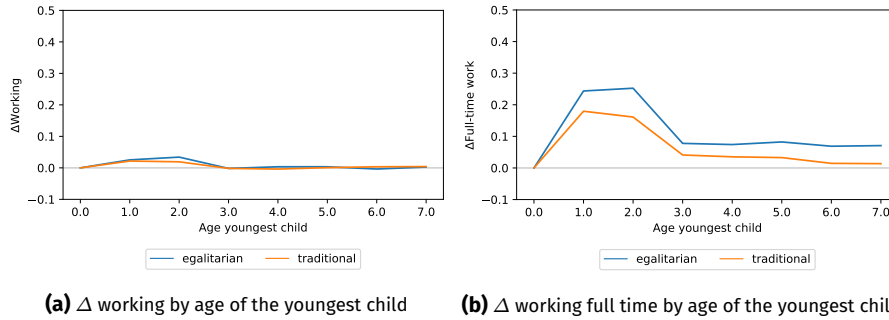 0.5
0.4
0.3
0.2
0.1
0.0
−0.1
ΔWorking
0.0 1.0 2.0 3.0 4.0 5.0 6.0 7.0
Age youngest child
egalitarian traditional
(a) Δ working by age of the youngest child
0.5
0.4
0.3
0.2
0.1
0.0
−0.1
ΔFull-time work
0.0 1.0 2.0 3.0 4.0 5.0 6.0 7.0
Age youngest child
egalitarian traditional
(b) Δ working full time by age of the youngest chil